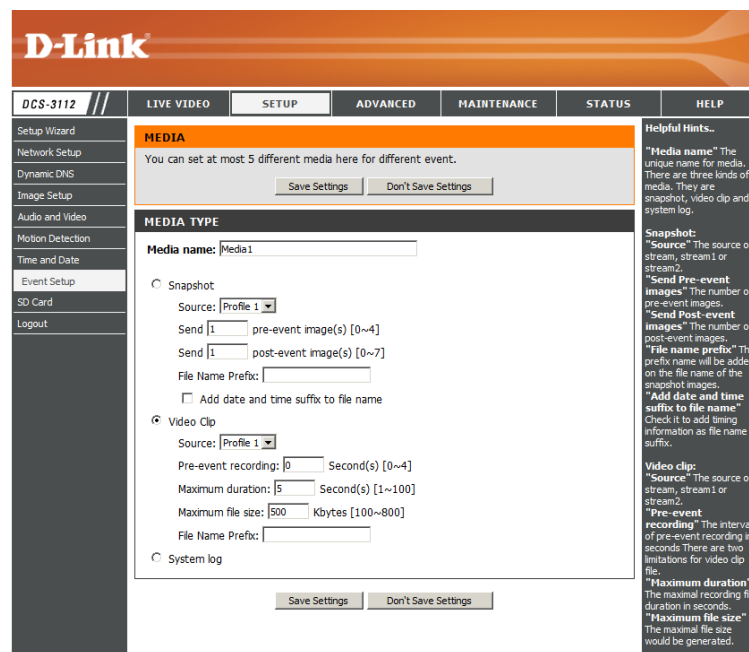 D-Link
DCS-3112
LIVE VIDEO
SETUP
ADVANCED
MAINTENANCE
STATUS
HELP
Setup Wizard
Network Setup
Dynamic DNS
Image Setup
Audio and Video
Motion Detection
Time and Date
Event Setup
SD Card
Logout
MEDIA
You can set at most 5 different media here for different event.
Save Settings
Don't Save Settings
MEDIA TYPE
Media name: Media1
Snapshot
Source: Profile 1
Send 1 pre-event image(s) [0~4]
Send 1 post-event image(s) [0~7]
File Name Prefix:
Add date and time suffix to file name
Video Clip
Source: Profile 1
Pre-event recording: 0 Second(s) [0~4]
Maximum duration: 5 Second(s) [1~100]
Maximum file size: 500 Kbytes [100~800]
File Name Prefix:
System log
Save Settings
Don't Save Settings
Helpful Hints..
"Media name" The
unique name for media.
There are three kinds of
media. They are
snapshot, video clip and
system log.
Snapshot:
"Source" The source o
stream, stream1 or
stream2.
"Send Pre-event
images" The number o
pre-event images.
"Send Post-event
images" The number o
post-event images.
"File name prefix" Th
prefix name will be adde
on the file name of the
snapshot images.
"Add date and time
suffix to file name"
Check it to add timing
information as file name
suffix.
Video clip:
"Source" The source o
stream, stream1 or
stream2.
"Pre-event
recording" The interva
of pre-event recording in
seconds There are two
limitations for video clip
file.
"Maximum duration"
The maximal recording fi
duration in seconds.
"Maximum file size"
The maximal file size
would be generated.